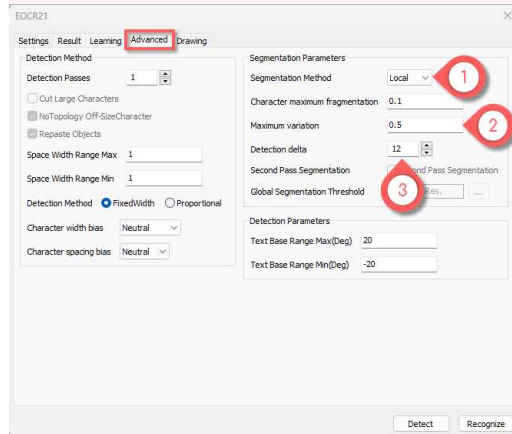 EOCR21
Settings Result Learning Advanced Drawing
Detection Method
Detection Passes 1
Cut Large Characters
NoTopology Off-SizeCharacter
Repaste Objects
Space Width Range Max 1
Space Width Range Min 1
Detection Method FixedWidth Proportional
Character width bias Neutral
Character spacing bias Neutral
Segmentation Parameters
Segmentation Method Local 1
Character maximum fragmentation 0.1
Maximum variation 0.5 2
Detection delta 12
Second Pass Segmentation Pass Segmentation
Global Segmentation Threshold 3 Res. ...
Detection Parameters
Text Base Range Max(Deg) 20
Text Base Range Min(Deg) -20
Detect Recognize